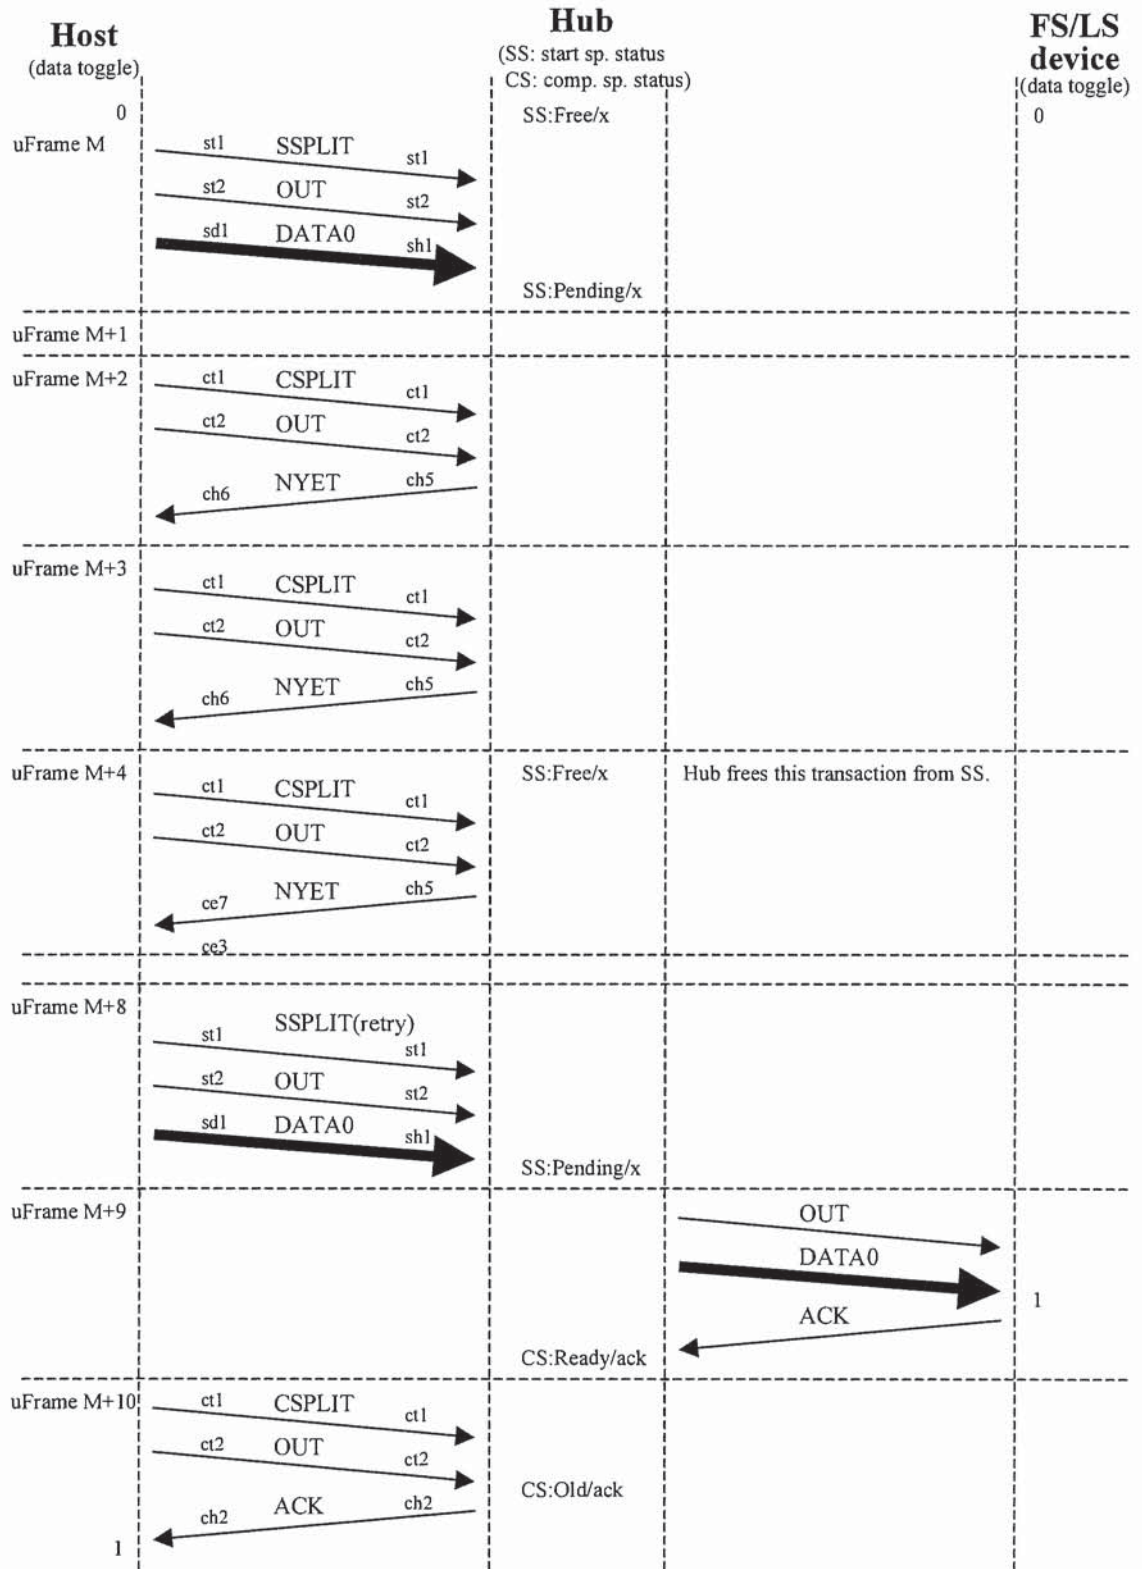 Host
(data toggle)
Hub
(SS: start sp. status
CS: comp. sp. status)
FS/LS
device
(data toggle)
0
SS:Free/x
0
uFrame M
st1 SSPLIT st1
st2 OUT st2
sd1 DATA0 sh1
SS:Pending/x
uFrame M+1
uFrame M+2
ct1 CSPLIT ct1
ct2 OUT ct2
ch6 NYET ch5
uFrame M+3
ct1 CSPLIT ct1
ct2 OUT ct2
ch6 NYET ch5
uFrame M+4
SS:Free/x
Hub frees this transaction from SS.
ct1 CSPLIT ct1
ct2 OUT ct2
ce7 NYET ch5
ce3
uFrame M+8
st1 SSPLIT(retry) st1
st2 OUT st2
sd1 DATA0 sh1
SS:Pending/x
uFrame M+9
OUT
DATA0
1
ACK
CS:Ready/ack
uFrame M+10
ct1 CSPLIT ct1
ct2 OUT ct2
CS:Old/ack
ch2 ACK ch2
1